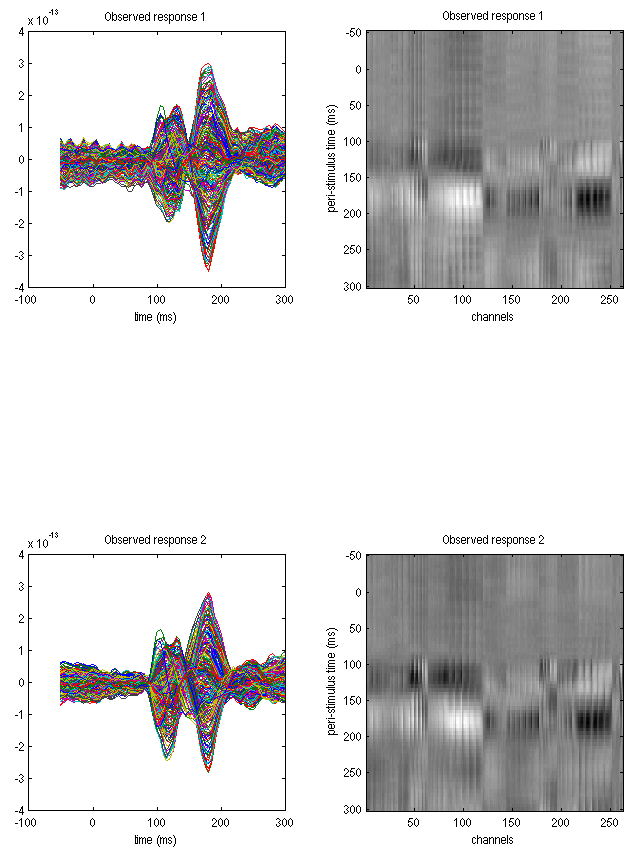 Observed response 1
x 10^-13
4
3
2
1
0
-1
-2
-3
-4
-100 0 100 200 300
time (ms)
Observed response 1
-50
0
50
100
150
200
250
300
peri-stimulus time (ms)
50 100 150 200 250
channels
Observed response 2
x 10^-13
4
3
2
1
0
-1
-2
-3
-4
-100 0 100 200 300
time (ms)
Observed response 2
-50
0
50
100
150
200
250
300
peri-stimulus time (ms)
50 100 150 200 250
channels